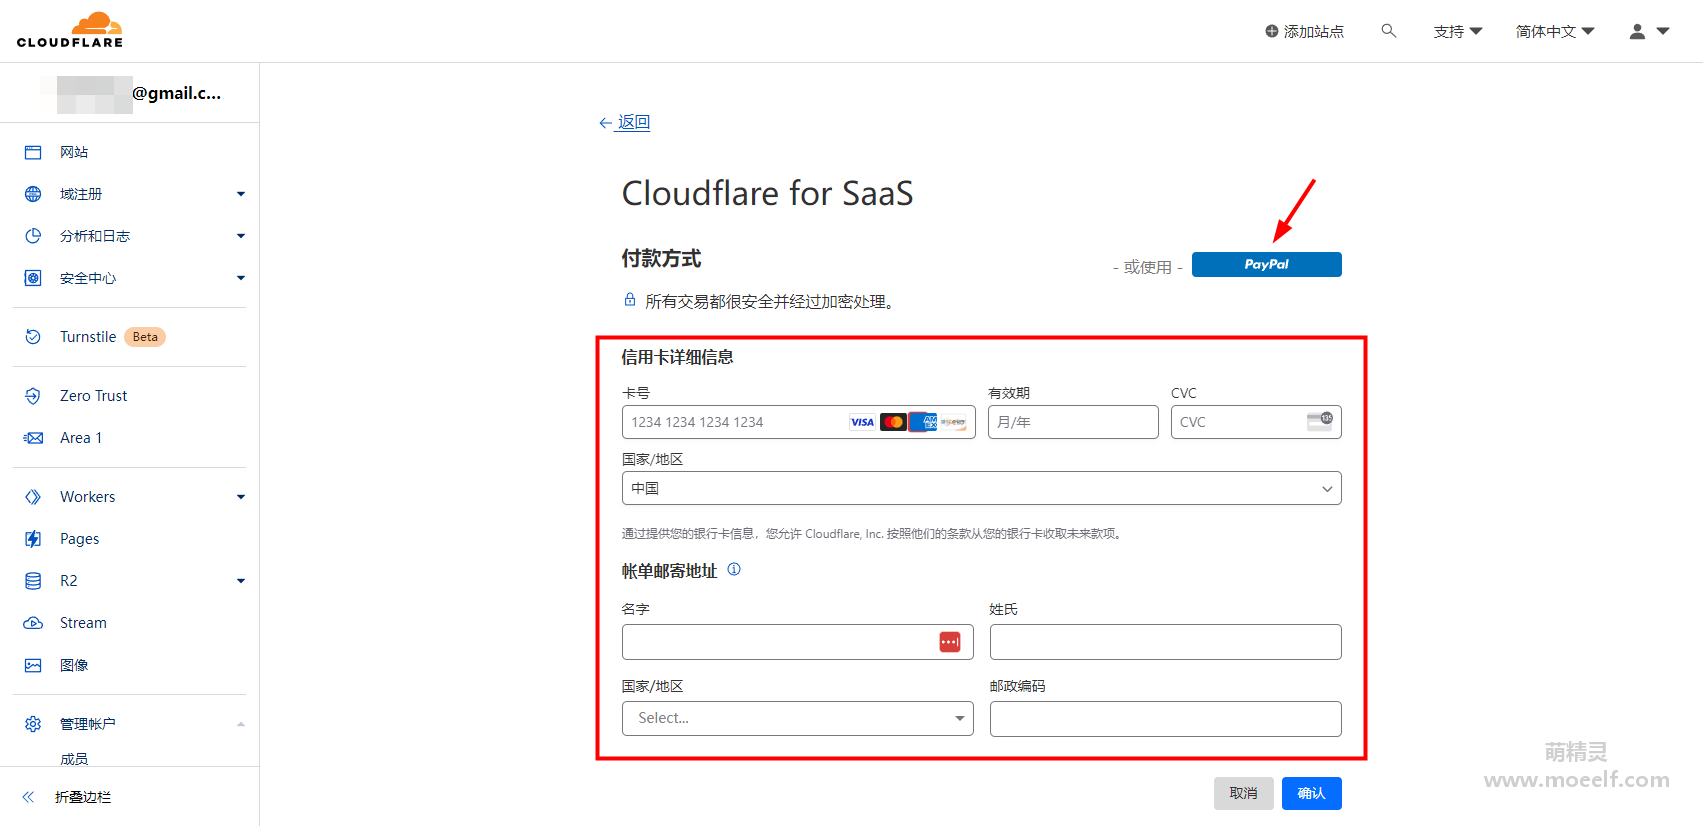 CLOUDFLARE
添加站点
支持
简体中文
@gmail.c...
网站
域注册
分析和日志
安全中心
Turnstile Beta
Zero Trust
Area 1
Workers
Pages
R2
Stream
图像
管理帐户
成员
折叠边栏
返回
Cloudflare for SaaS
付款方式
- 或使用 - PayPal
所有交易都很安全并经过加密处理。
信用卡详细信息
卡号 有效期 CVC
1234 1234 1234 1234 VISA 月/年 CVC 135
国家/地区
中国
通过提供您的银行卡信息，您允许 Cloudflare, Inc. 按照他们的条款从您的银行卡收取未来款项。
帐单邮寄地址
名字 姓氏
国家/地区 邮政编码
Select...
取消 确认
萌精灵
www.moeelf.com